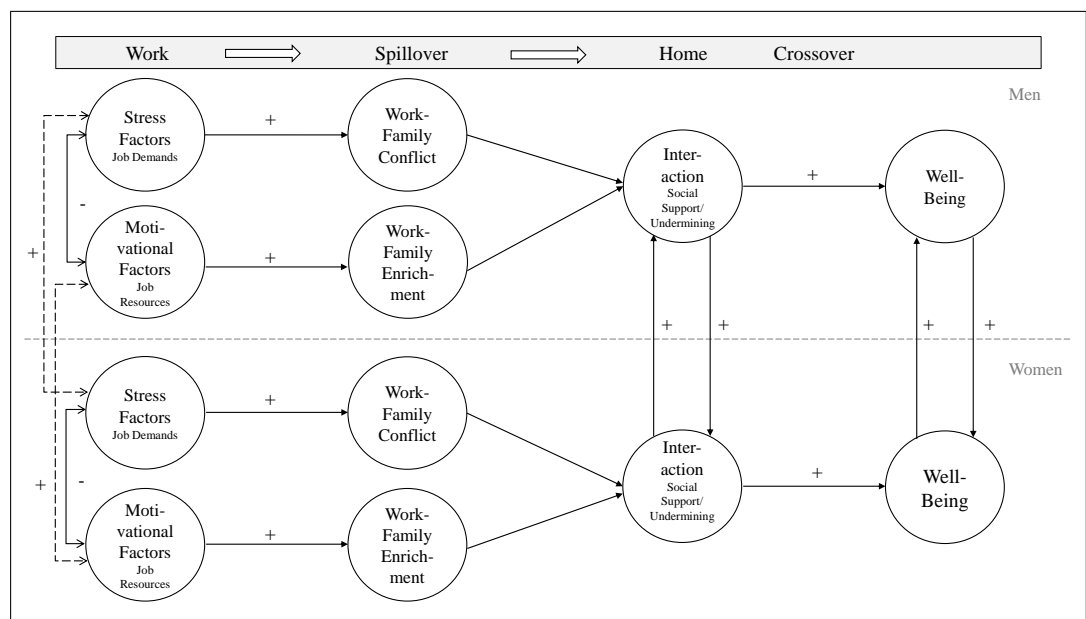 Work Spillover Home Crossover
Men
Stress
Factors
Job Demands
+
Work-
Family
Conflict
Inter-
action
Social
Support/
Undermining
+
Well-
Being
-
+
Moti-
vational
Factors
Job
Resources
+
Work-
Family
Enrich-
ment
+ + + +
Women
Stress
Factors
Job Demands
+
Work-
Family
Conflict
Inter-
action
Social
Support/
Undermining
+
Well-
Being
+ -
Moti-
vational
Factors
Job
Resources
+
Work-
Family
Enrich-
ment